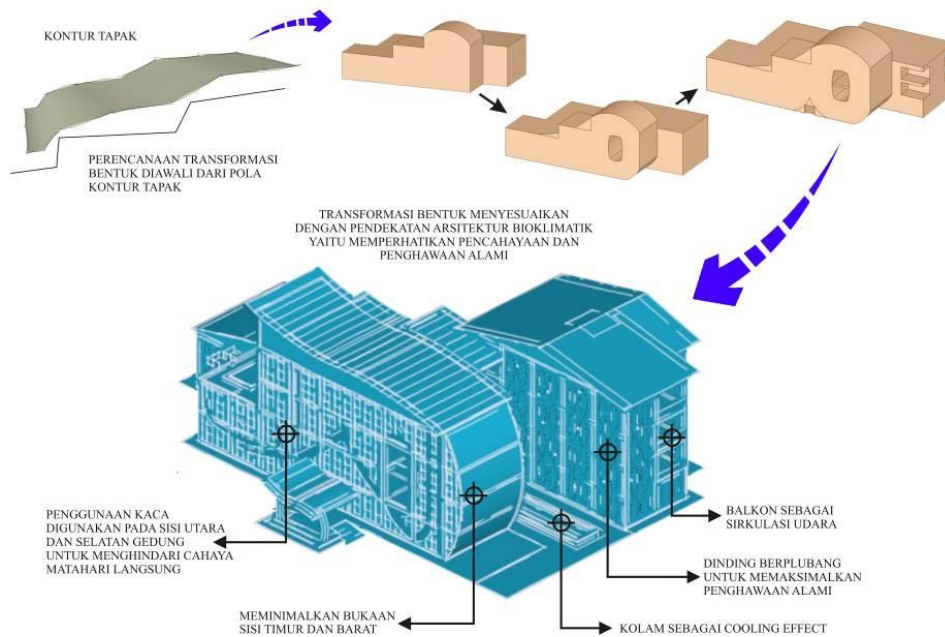 KONTUR TAPAK
PERENCANAAN TRANSFORMASI
BENTUK DIAWALI DARI POLA
KONTUR TAPAK
TRANSFORMASI BENTUK MENYESUAIKAN
DENGAN PENDEKATAN ARSITEKTUR BIOKLIMATIK
YAITU MEMPERHATIKAN PENCAHAYAAN DAN
PENGHAWAAN ALAMI
PENGGUNAAN KACA
DIGUNAKAN PADA SISI UTARA
DAN SELATAN GEDUNG
UNTUK MENGHINDARI CAHAYA
MATAHARI LANGSUNG
MEMINIMALKAN BUKAAN
SISI TIMUR DAN BARAT
BALKON SEBAGAI
SIRKULASI UDARA
DINDING BERPLUBANG
UNTUK MEMAKSIMALKAN
PENGHAWAAN ALAMI
KOLAM SEBAGAI COOLING EFFECT